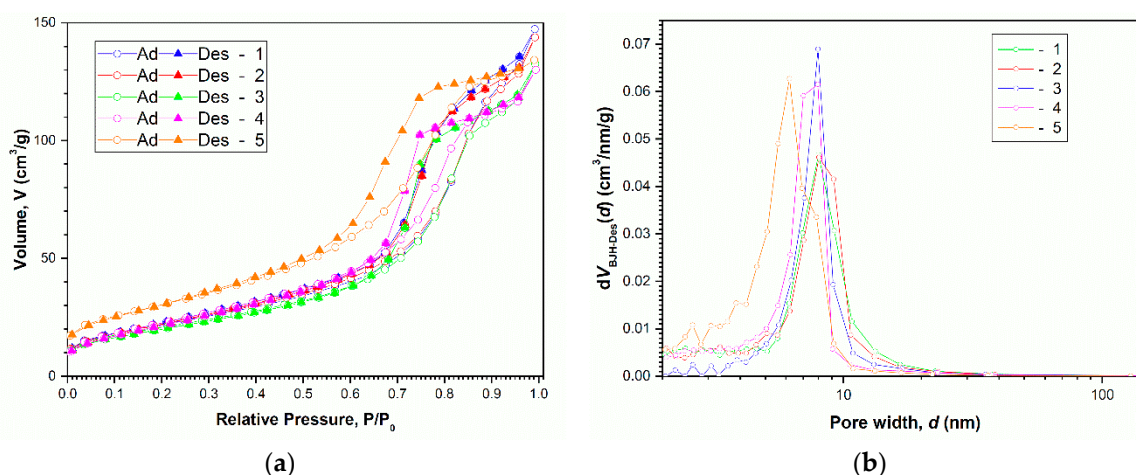 150
100
50
0
Volume, V (cm³/g)
Ad Des - 1
Ad Des - 2
Ad Des - 3
Ad Des - 4
Ad Des - 5
0.0 0.1 0.2 0.3 0.4 0.5 0.6 0.7 0.8 0.9 1.0
Relative Pressure, P/P₀
(a)
0.07
0.06
0.05
0.04
0.03
0.02
0.01
0.00
dV_BJH-Des(d) (cm³/nm/g)
- 1
- 2
- 3
- 4
- 5
10 100
Pore width, d (nm)
(b)